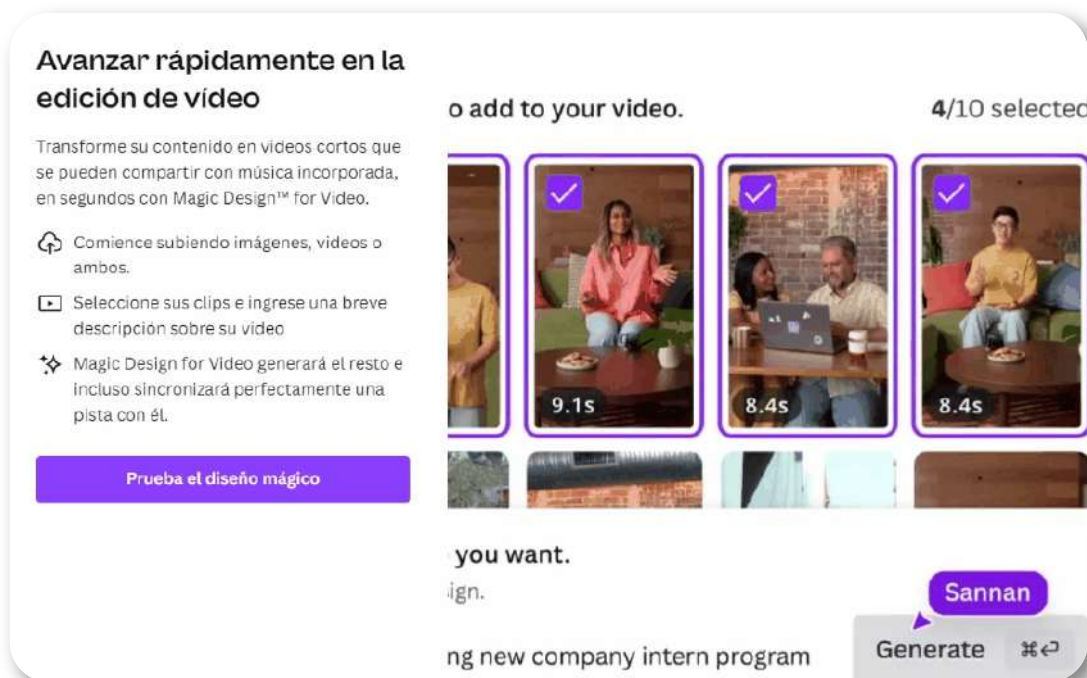 Avanzar rápidamente en la
edición de vídeo
Transforme su contenido en videos cortos que
se pueden compartir con música incorporada,
en segundos con Magic Design™ for Video.
Comience subiendo imágenes, videos o
ambos.
Seleccione sus clips e ingrese una breve
descripción sobre su video
Magic Design for Video generará el resto e
incluso sincronizará perfectamente una
pista con él.
Prueba el diseño mágico
o add to your video.
4/10 selected
9.1s
8.4s
8.4s
you want.
ign.
Sannan
ng new company intern program
Generate ⌘↵